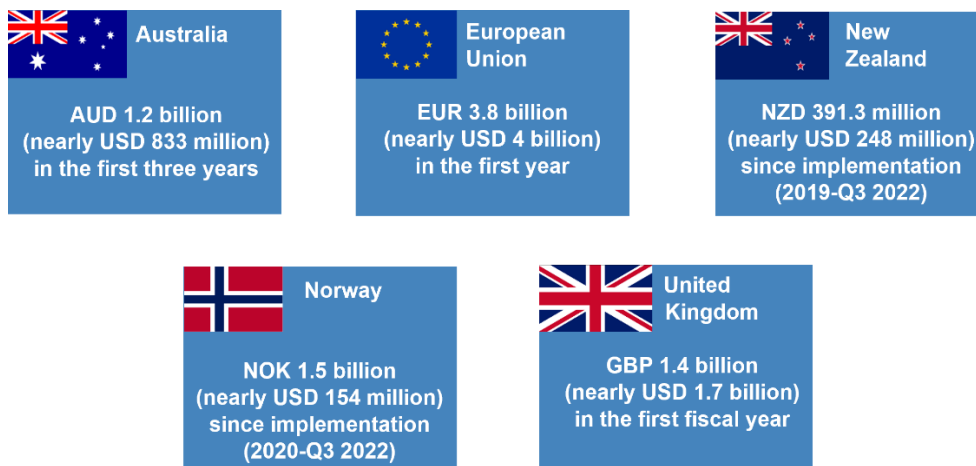 Australia
AUD 1.2 billion
(nearly USD 833 million)
in the first three years
European
Union
EUR 3.8 billion
(nearly USD 4 billion)
in the first year
New
Zealand
NZD 391.3 million
(nearly USD 248 million)
since implementation
(2019-Q3 2022)
Norway
NOK 1.5 billion
(nearly USD 154 million)
since implementation
(2020-Q3 2022)
United
Kingdom
GBP 1.4 billion
(nearly USD 1.7 billion)
in the first fiscal year